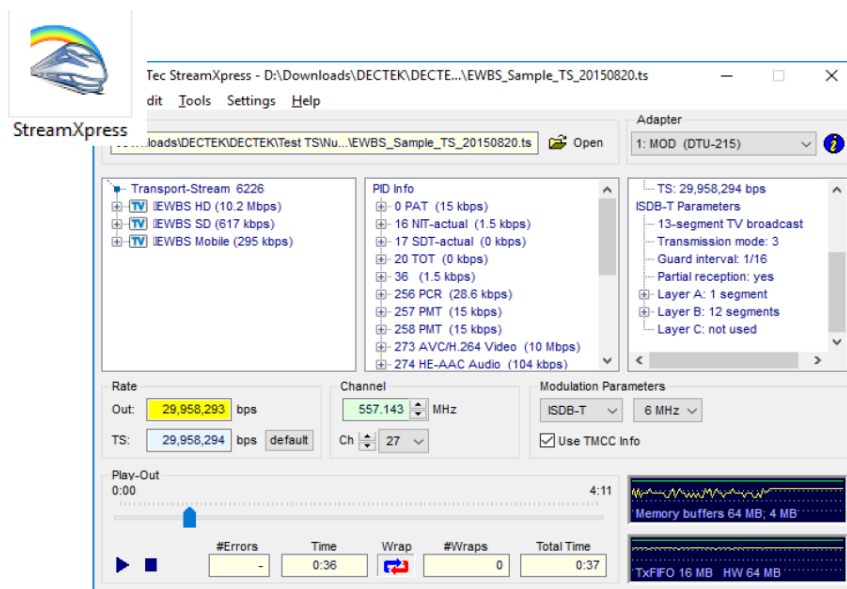 StreamXpress
Tec StreamXpress - D:\Downloads\DECTEK\DECTE...\EWBS_Sample_TS_20150820.ts
dit Tools Settings Help
loads\DECTEK\DECTEK\Test TS\Nu...\EWBS_Sample_TS_20150820.ts Open
Adapter
1: MOD (DTU-215)
Transport-Stream 6226
TV EWBS HD (10.2 Mbps)
TV EWBS SD (617 kbps)
TV EWBS Mobile (295 kbps)
PID Info
0 PAT (15 kbps)
16 NIT-actual (1.5 kbps)
17 SDT-actual (0 kbps)
20 TOT (0 kbps)
36 (1.5 kbps)
256 PCR (28.6 kbps)
257 PMT (15 kbps)
258 PMT (15 kbps)
273 AVC/H.264 Video (10 Mbps)
274 HE-AAC Audio (104 kbps)
TS: 29,958,294 bps
ISDB-T Parameters
13-segment TV broadcast
Transmission mode: 3
Guard interval: 1/16
Partial reception: yes
Layer A: 1 segment
Layer B: 12 segments
Layer C: not used
Rate
Out: 29,958,293 bps
TS: 29,958,294 bps default
Channel
557.143 MHz
Ch 27
Modulation Parameters
ISDB-T 6 MHz
Use TMCC Info
Play-Out
0:00 4:11
#Errors Time Wrap #Wraps Total Time
- 0:36 0 0:37
Memory buffers 64 MB; 4 MB
TxFIFO 16 MB HW 64 MB